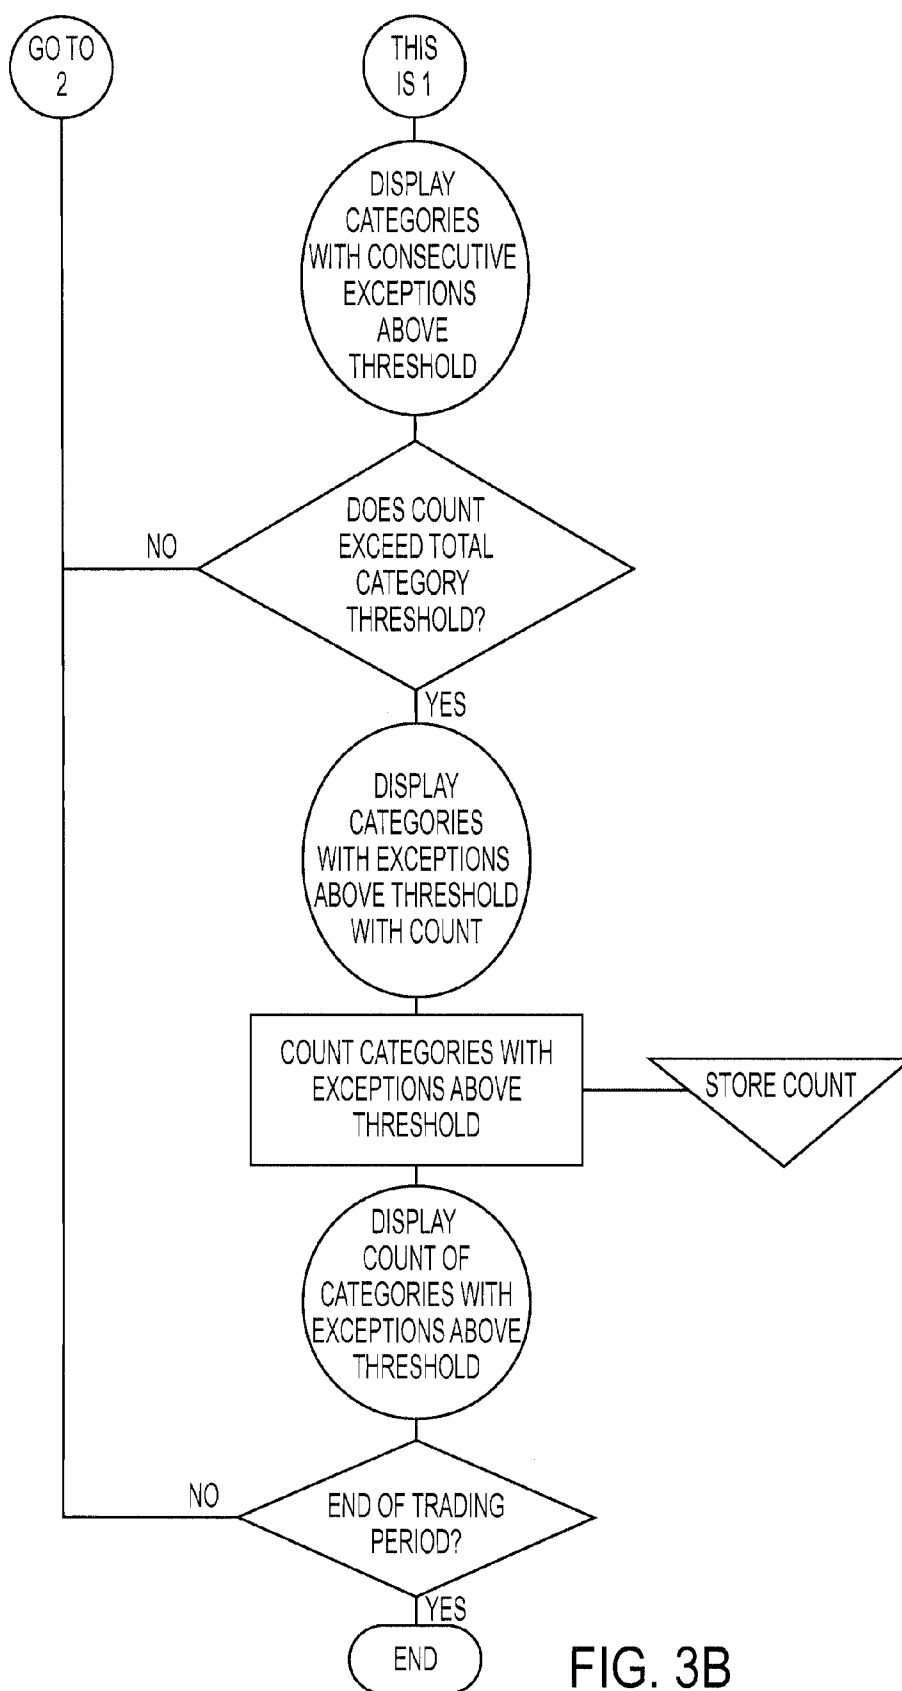 GO TO
2
THIS
IS 1
DISPLAY
CATEGORIES
WITH CONSECUTIVE
EXCEPTIONS
ABOVE
THRESHOLD
DOES COUNT
EXCEED TOTAL
CATEGORY
THRESHOLD?
NO
YES
DISPLAY
CATEGORIES
WITH EXCEPTIONS
ABOVE THRESHOLD
WITH COUNT
COUNT CATEGORIES WITH
EXCEPTIONS ABOVE
THRESHOLD
STORE COUNT
DISPLAY
COUNT OF
CATEGORIES WITH
EXCEPTIONS ABOVE
THRESHOLD
END OF TRADING
PERIOD?
NO
YES
END
FIG. 3B